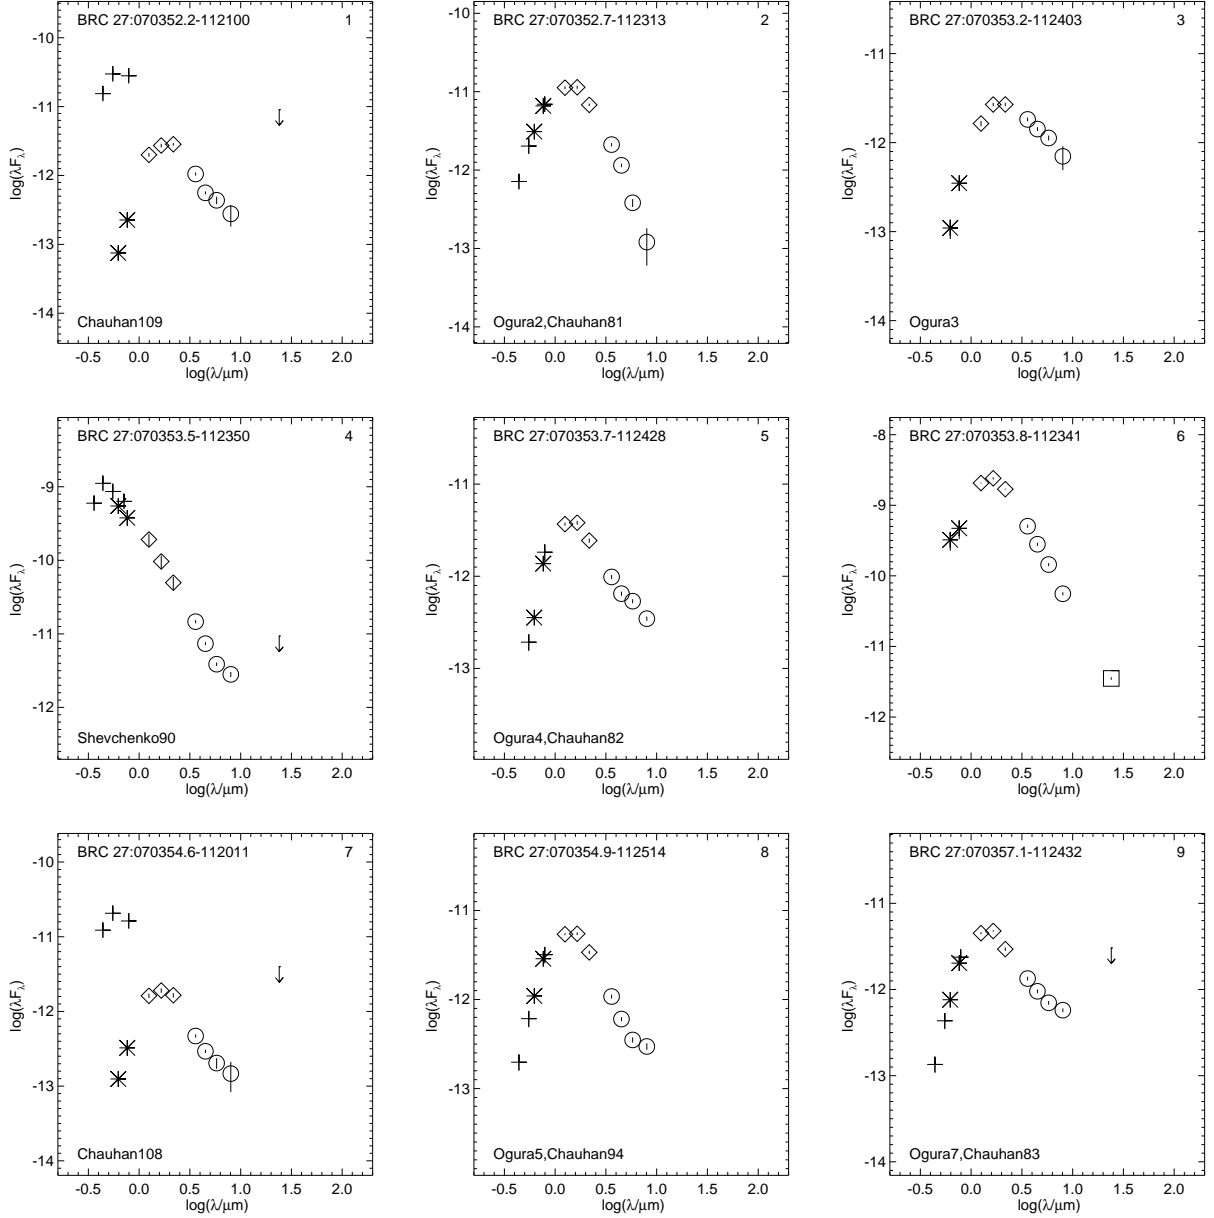 BRC 27:070352.2-112100 1
-10
-11
-12
-13
-14
log(λFλ)
Chauhan109
-0.5 0.0 0.5 1.0 1.5 2.0
log(λ/μm)
BRC 27:070352.7-112313 2
-10
-11
-12
-13
-14
log(λFλ)
Ogura2,Chauhan81
-0.5 0.0 0.5 1.0 1.5 2.0
log(λ/μm)
BRC 27:070353.2-112403 3
-11
-12
-13
-14
log(λFλ)
Ogura3
-0.5 0.0 0.5 1.0 1.5 2.0
log(λ/μm)
BRC 27:070353.5-112350 4
-9
-10
-11
-12
log(λFλ)
Shevchenko90
-0.5 0.0 0.5 1.0 1.5 2.0
log(λ/μm)
BRC 27:070353.7-112428 5
-11
-12
-13
log(λFλ)
Ogura4,Chauhan82
-0.5 0.0 0.5 1.0 1.5 2.0
log(λ/μm)
BRC 27:070353.8-112341 6
-8
-9
-10
-11
-12
log(λFλ)
-0.5 0.0 0.5 1.0 1.5 2.0
log(λ/μm)
BRC 27:070354.6-112011 7
-10
-11
-12
-13
-14
log(λFλ)
Chauhan108
-0.5 0.0 0.5 1.0 1.5 2.0
log(λ/μm)
BRC 27:070354.9-112514 8
-11
-12
-13
log(λFλ)
Ogura5,Chauhan94
-0.5 0.0 0.5 1.0 1.5 2.0
log(λ/μm)
BRC 27:070357.1-112432 9
-11
-12
-13
-14
log(λFλ)
Ogura7,Chauhan83
-0.5 0.0 0.5 1.0 1.5 2.0
log(λ/μm)